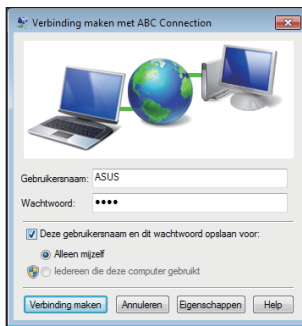 Verbinding maken met ABC Connection
Gebruikersnaam: ASUS
Wachtwoord: ••••
Deze gebruikersnaam en dit wachtwoord opslaan voor:
Alleen mijzelf
Iedereen die deze computer gebruikt
Verbinding maken Annuleren Eigenschappen Help